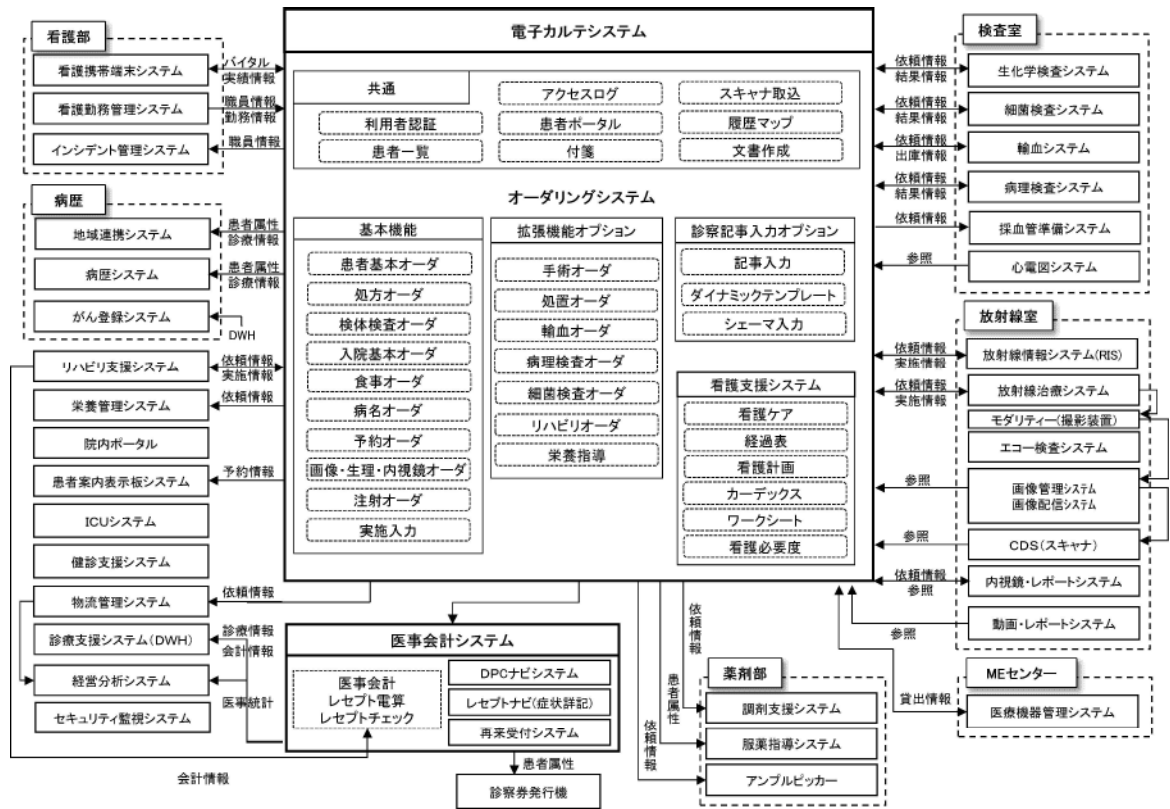 電子カルテシステム
共通
アクセスログ
スキャナ取込
利用者認証
患者ポータル
履歴マップ
患者一覧
付箋
文書作成
オーダリングシステム
基本機能
患者基本オーダ
処方オーダ
検体検査オーダ
入院基本オーダ
食事オーダ
病名オーダ
予約オーダ
画像・生理・内視鏡オーダ
注射オーダ
実施入力
拡張機能オプション
手術オーダ
処置オーダ
輸血オーダ
病理検査オーダ
細菌検査オーダ
リハビリオーダ
栄養指導
診察記事入力オプション
記事入力
ダイナミックテンプレート
シェーマ入力
看護支援システム
看護ケア
経過表
看護計画
カーデックス
ワークシート
看護必要度
看護部
看護携帯端末システム
バイタル
実績情報
看護勤務管理システム
職員情報
勤務情報
インシデント管理システム
職員情報
病歴
地域連携システム
患者属性
診療情報
病歴システム
患者属性
診療情報
がん登録システム
DWH
リハビリ支援システム
依頼情報
実施情報
栄養管理システム
依頼情報
院内ポータル
患者案内表示板システム
予約情報
ICUシステム
健診支援システム
物流管理システム
依頼情報
診療支援システム(DWH)
診療情報
会計情報
経営分析システム
医事統計
セキュリティ監視システム
会計情報
医事会計システム
医事会計
レセプト電算
レセプトチェック
DPCナビシステム
レセプトナビ(症状詳記)
再来受付システム
患者属性
診察券発行機
検査室
依頼情報
結果情報
生化学検査システム
依頼情報
結果情報
細菌検査システム
依頼情報
出庫情報
輸血システム
依頼情報
結果情報
病理検査システム
依頼情報
採血管準備システム
参照
心電図システム
放射線室
依頼情報
実施情報
放射線情報システム(RIS)
依頼情報
実施情報
放射線治療システム
モダリティー(撮影装置)
エコー検査システム
参照
画像管理システム
画像配信システム
参照
CDS(スキャナ)
依頼情報
参照
内視鏡・レポートシステム
参照
動画・レポートシステム
MEセンター
貸出情報
医療機器管理システム
薬剤部
依頼情報
調剤支援システム
患者属性
服薬指導システム
依頼情報
アンプルピッカー